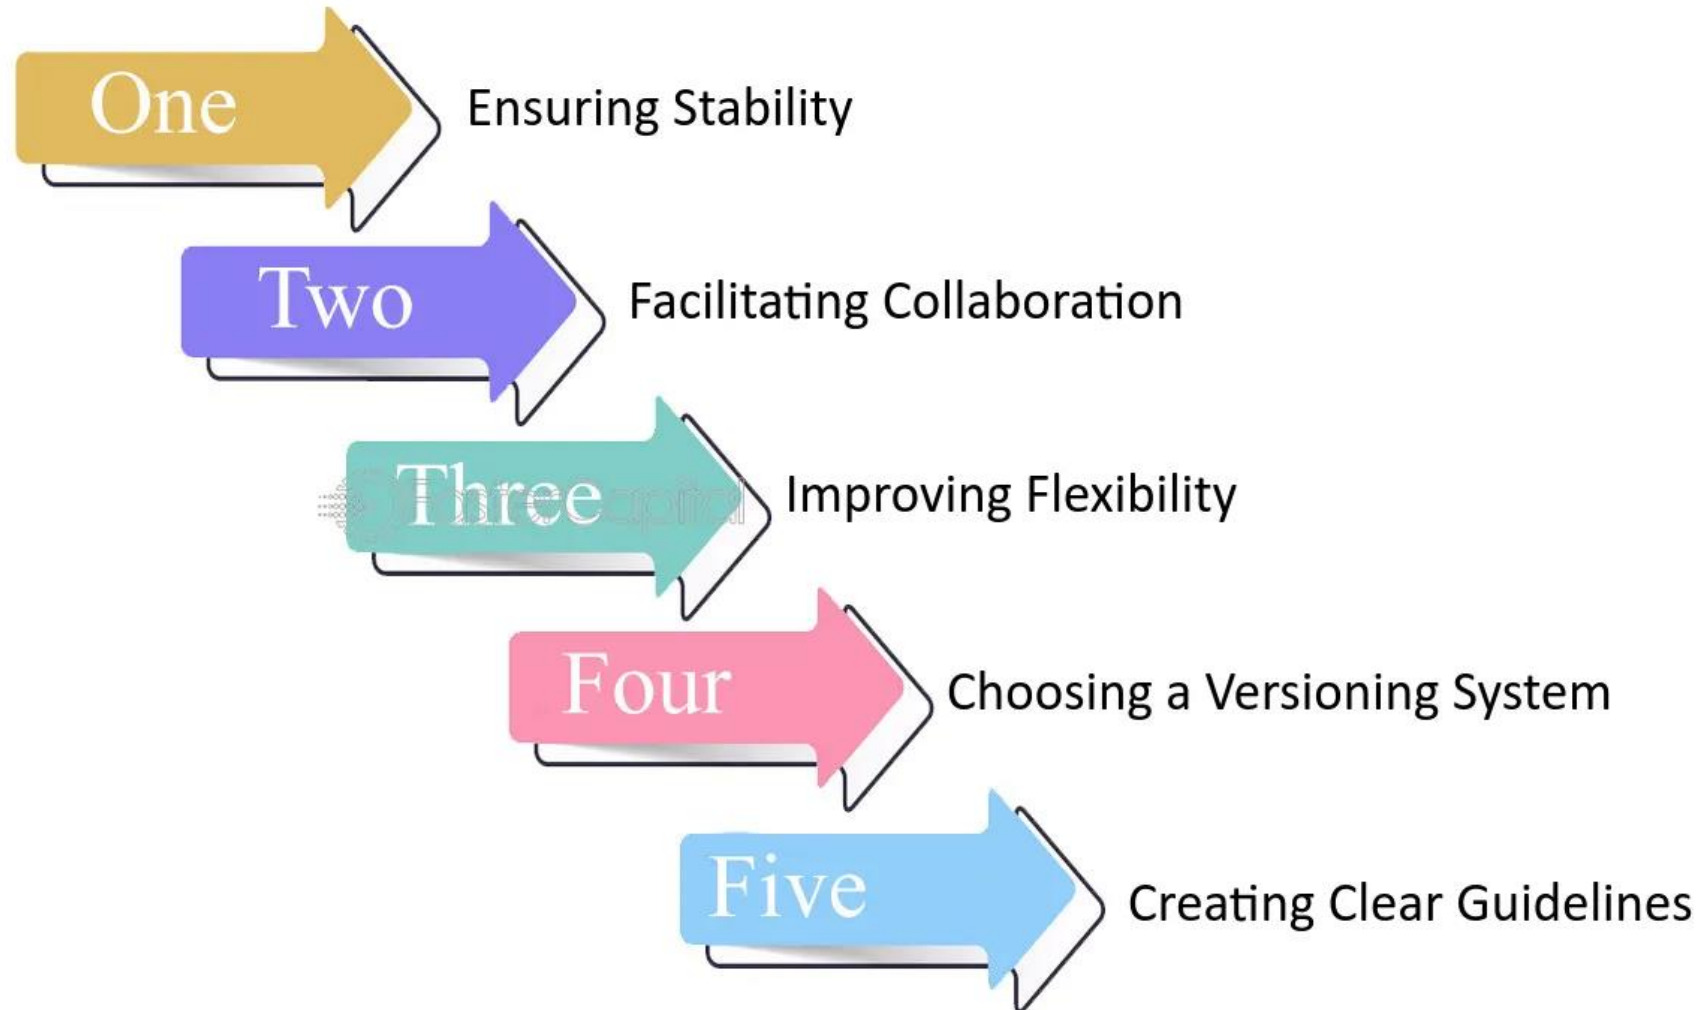 One
Ensuring Stability
Two
Facilitating Collaboration
Three
Improving Flexibility
Four
Choosing a Versioning System
Five
Creating Clear Guidelines